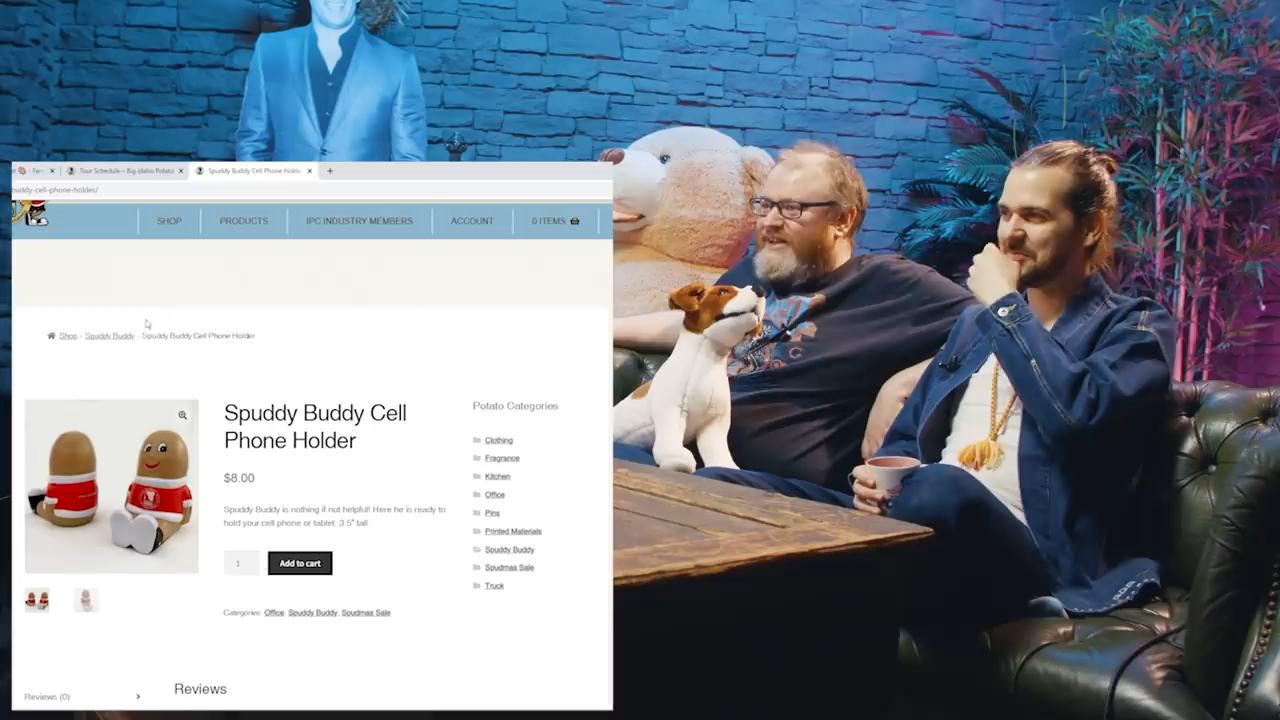 Tour Schedule – Big Idaho Potato
Spuddy Buddy Cell Phone Holde
buddy-cell-phone-holder/
SHOP
PRODUCTS
IPC INDUSTRY MEMBERS
ACCOUNT
0 ITEMS
Shop › Spuddy Buddy › Spuddy Buddy Cell Phone Holder
Spuddy Buddy Cell
Phone Holder
$8.00
Spuddy Buddy is nothing if not helpful! Here he is ready to
hold your cell phone or tablet. 3.5" tall.
1
Add to cart
Categories: Office, Spuddy Buddy, Spudmas Sale
Potato Categories
Clothing
Fragrance
Kitchen
Office
Pins
Printed Materials
Spuddy Buddy
Spudmas Sale
Truck
Reviews (0)
Reviews